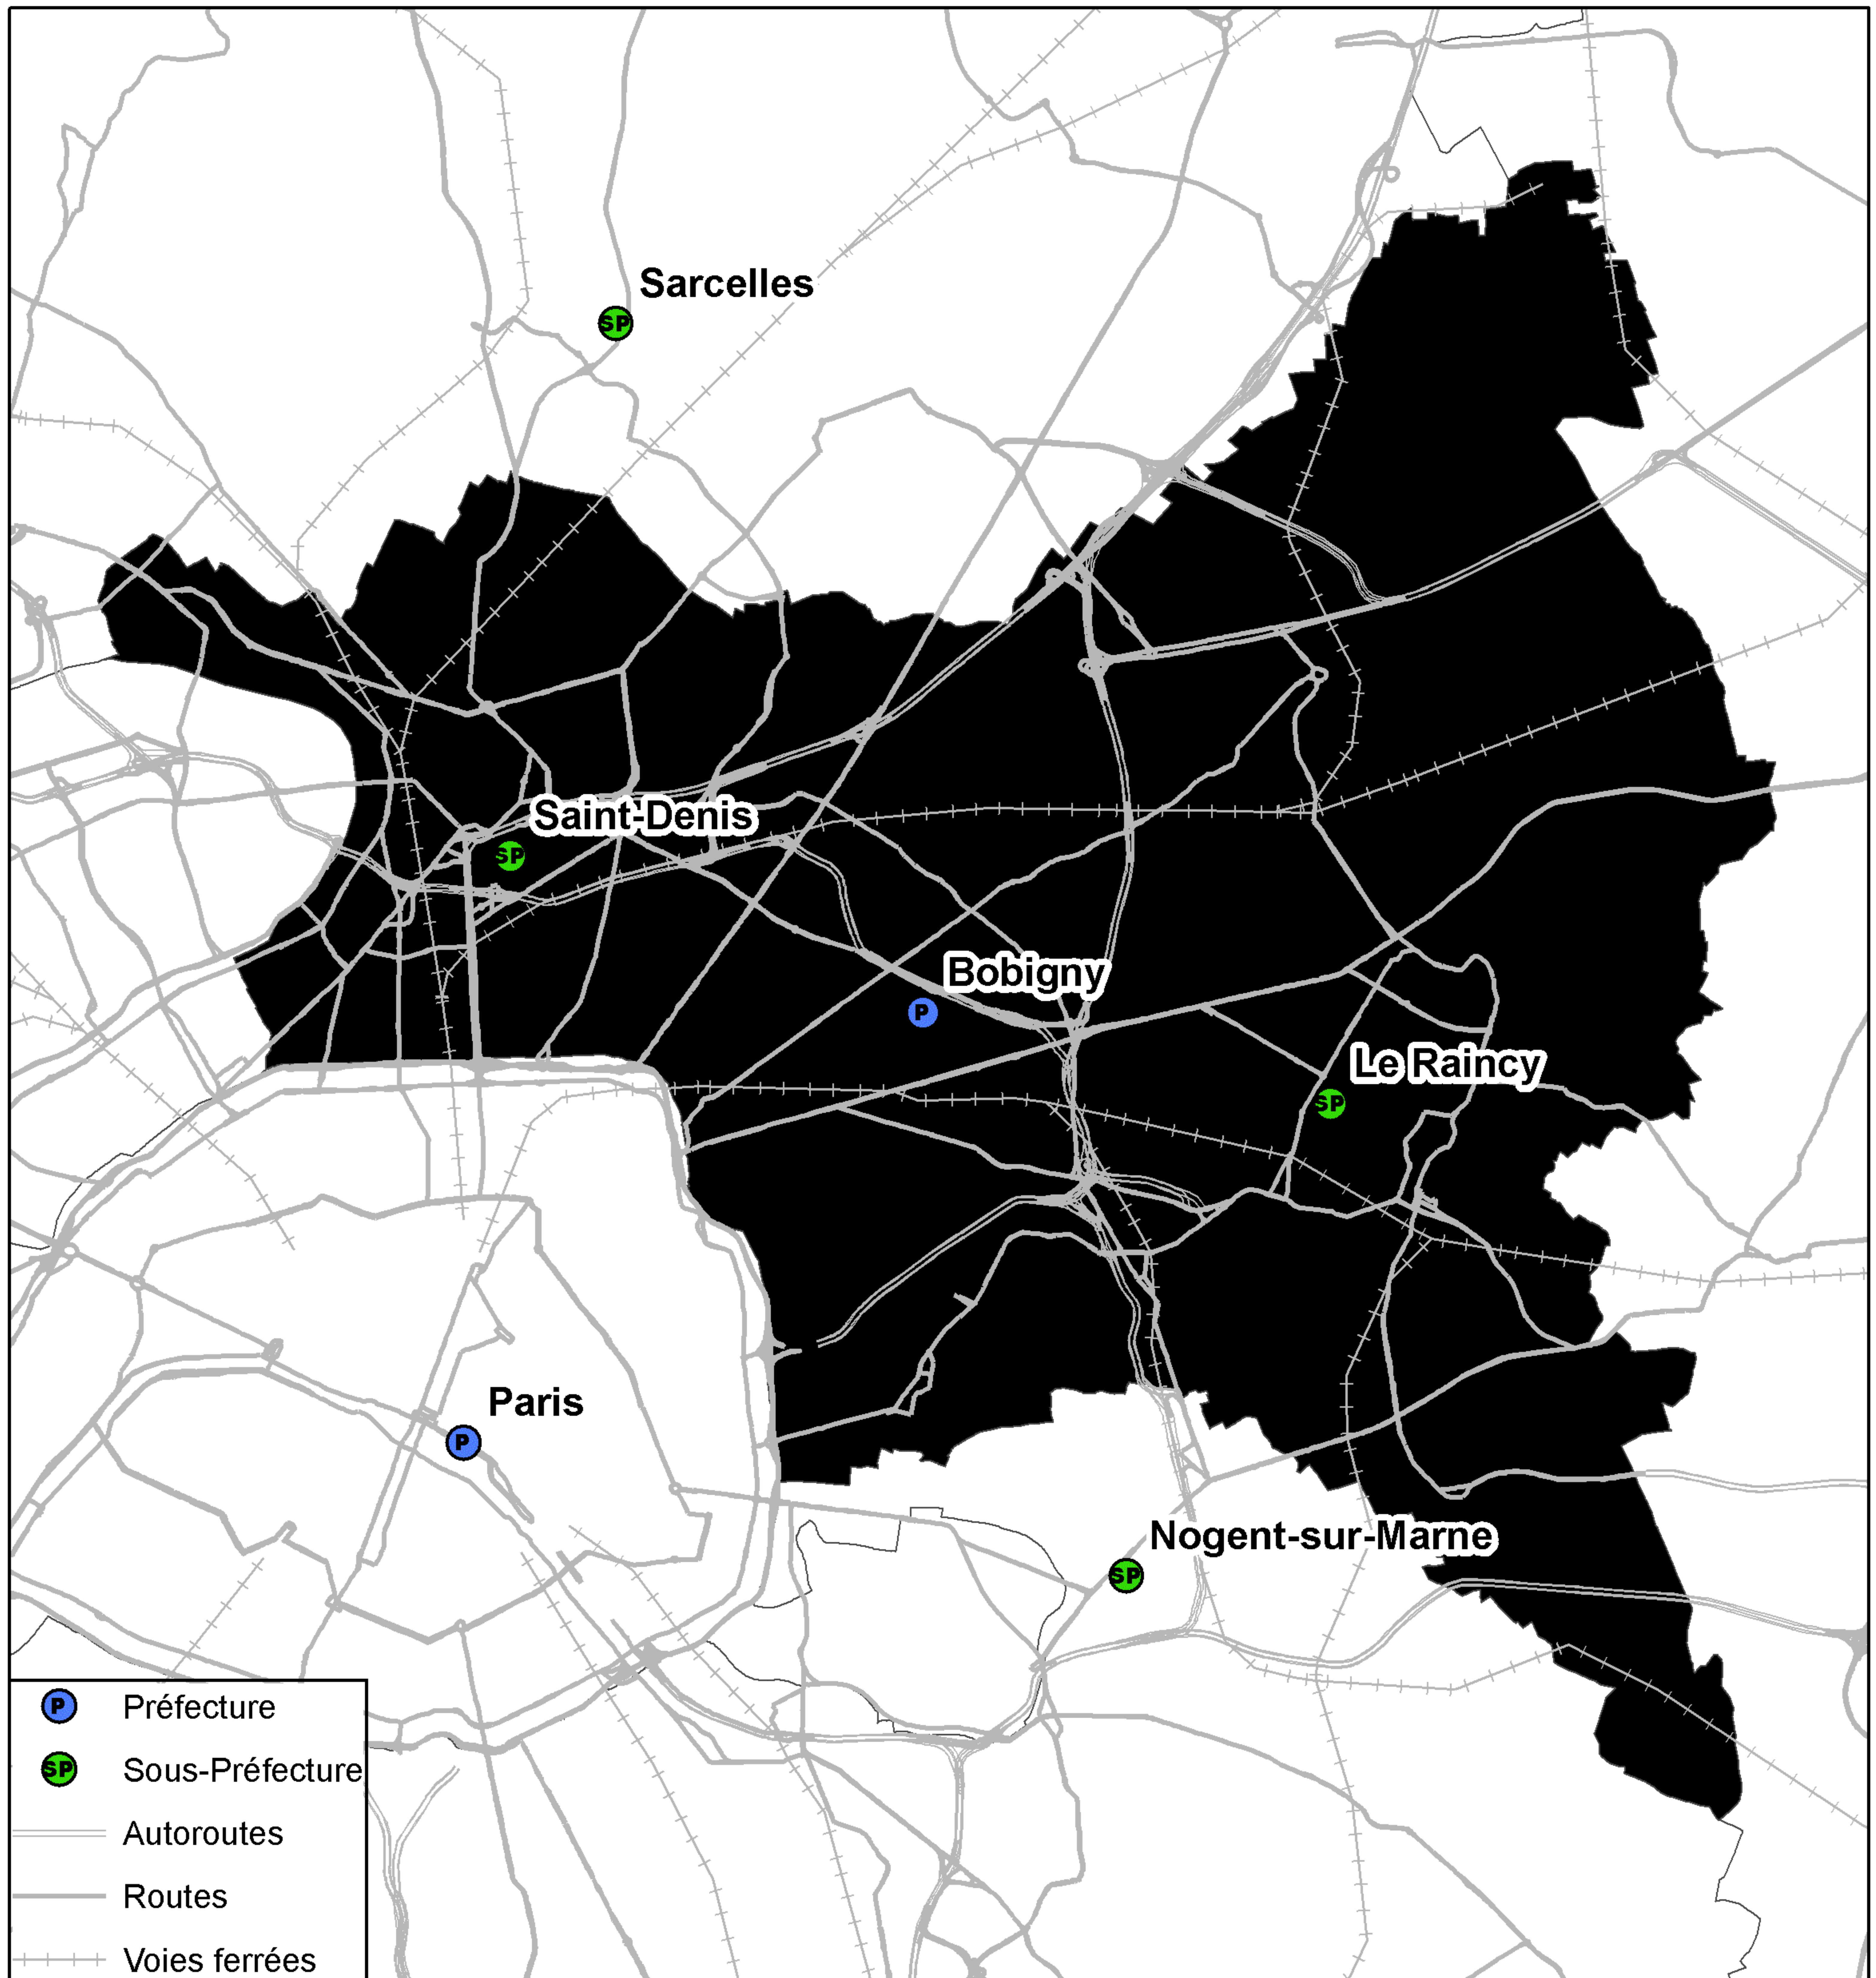 Sarcelles
SP
Saint-Denis
SP
Bobigny
P
Le Raincy
SP
Paris
P
Nogent-sur-Marne
SP
P Préfecture
SP Sous-Préfecture
Autoroutes
Routes
Voies ferrées